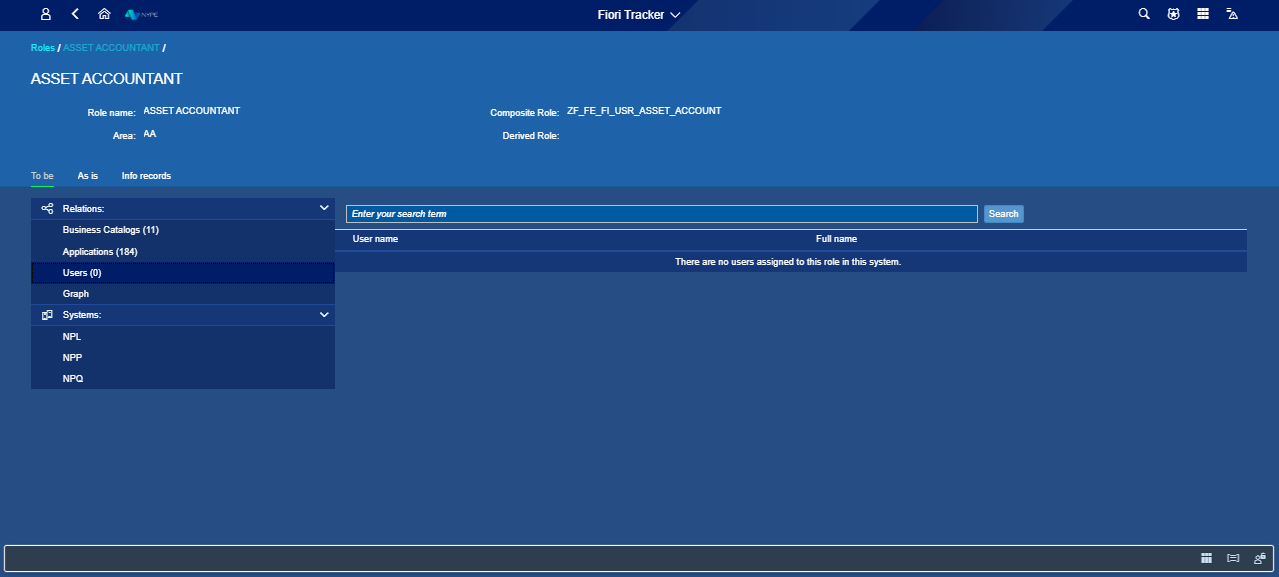 NYPE
Fiori Tracker
Roles / ASSET ACCOUNTANT /
ASSET ACCOUNTANT
Role name: ASSET ACCOUNTANT
Composite Role: ZF_FE_FI_USR_ASSET_ACCOUNT
Area: AA
Derived Role:
To be
As is
Info records
Relations:
Business Catalogs (11)
Applications (184)
Users (0)
Graph
Systems:
NPL
NPP
NPQ
Enter your search term
Search
User name
Full name
There are no users assigned to this role in this system.